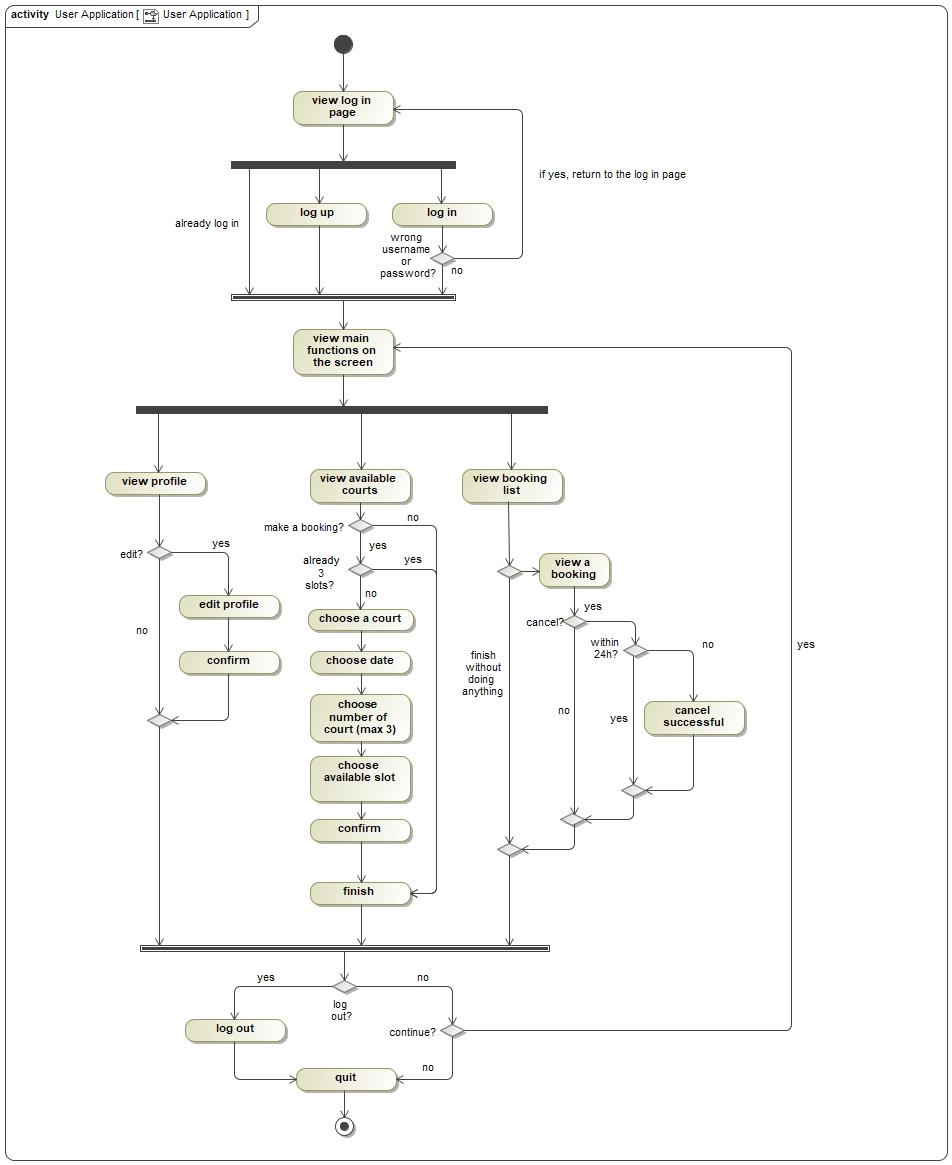 activity User Application [ User Application ]
view log in
page
if yes, return to the log in page
already log in
log up
log in
wrong
username
or
password?
no
view main
functions on
the screen
view profile
view available
courts
view booking
list
edit?
yes
make a booking?
no
yes
already
3
slots?
yes
no
view a
booking
yes
cancel?
edit profile
choose a court
no
confirm
choose date
within
24h?
no
yes
finish
without
doing
anything
choose
number of
court (max 3)
no
yes
cancel
successful
choose
available slot
confirm
finish
yes
no
log
out?
log out
continue?
no
quit